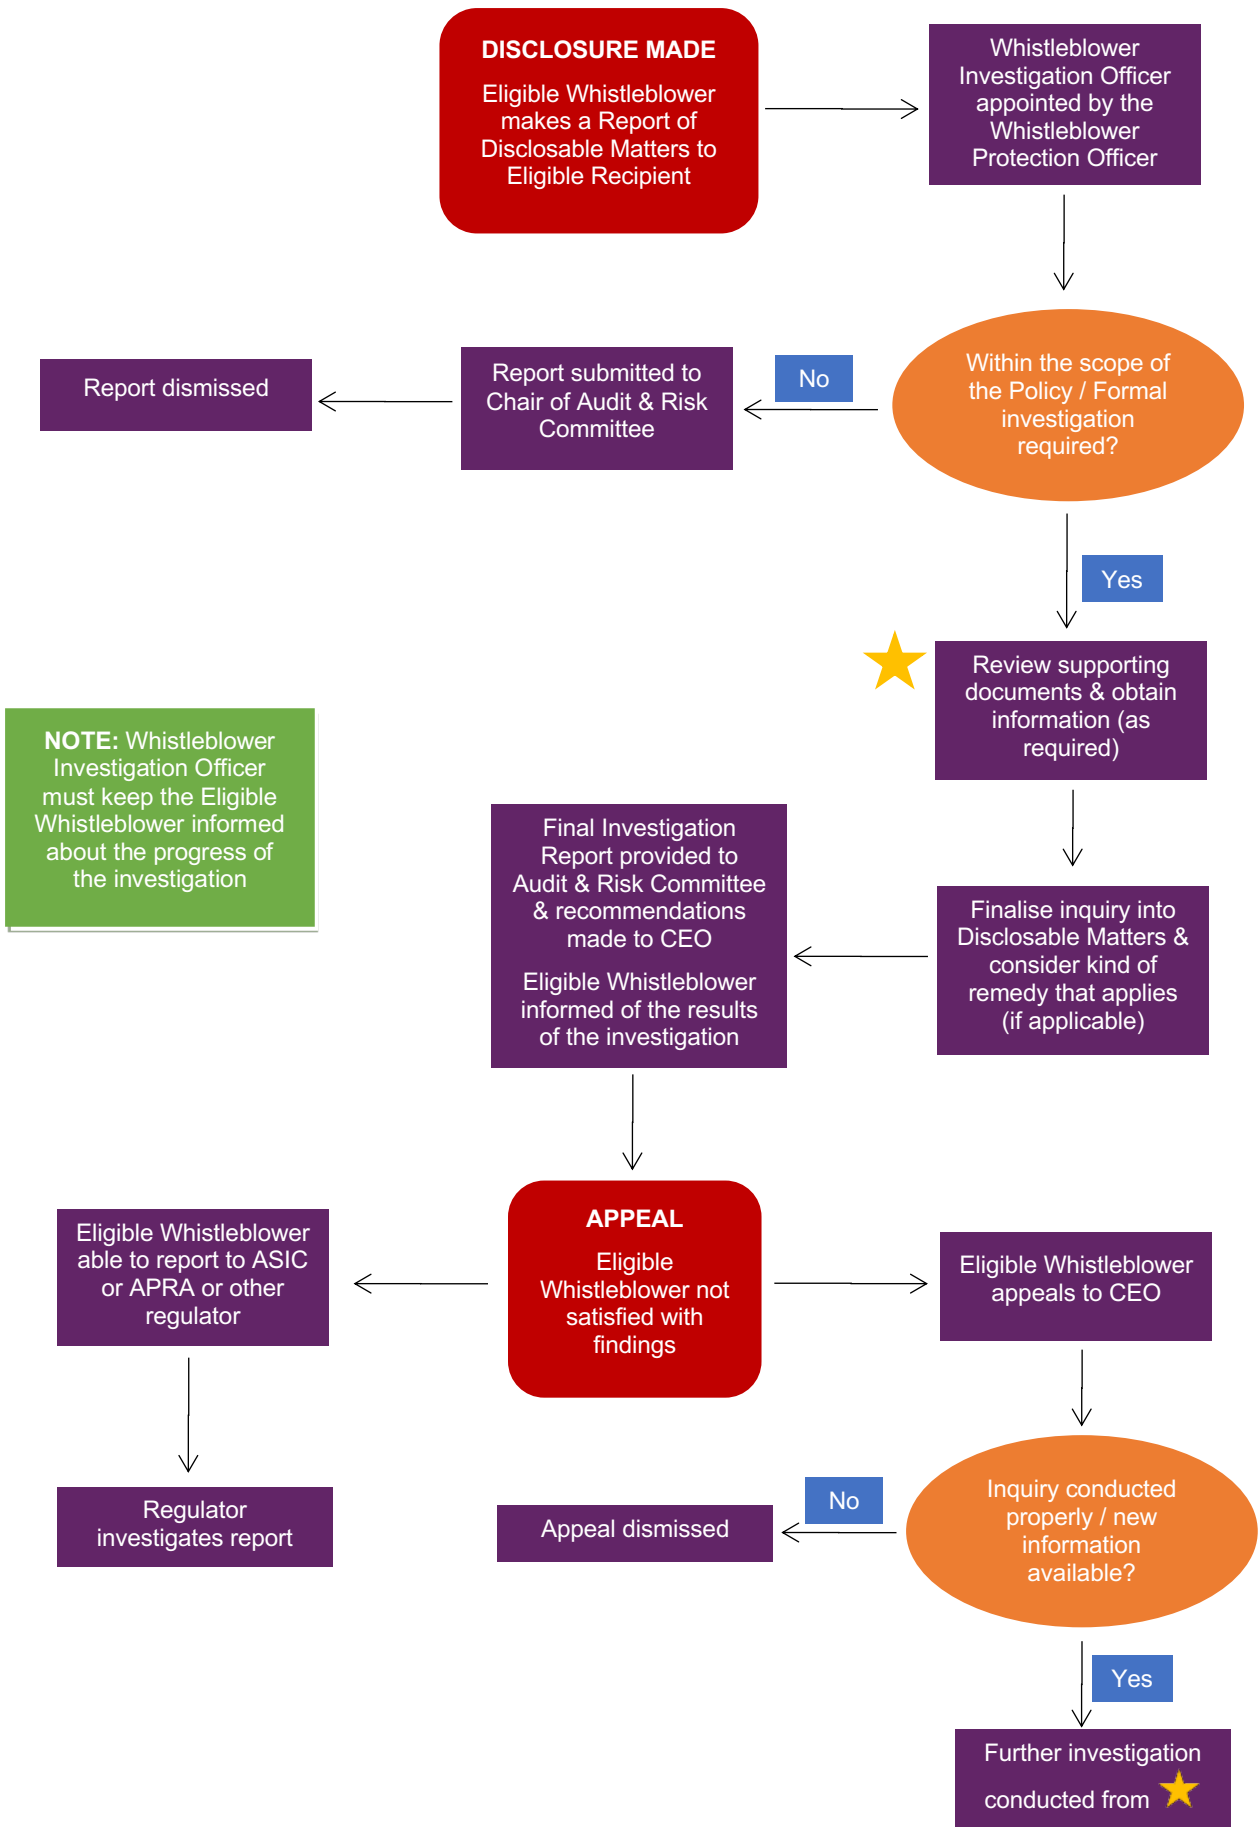 DISCLOSURE MADE
Eligible Whistleblower
makes a Report of
Disclosable Matters to
Eligible Recipient
Whistleblower
Investigation Officer
appointed by the
Whistleblower
Protection Officer
Within the scope of
the Policy / Formal
investigation
required?
No
Report submitted to
Chair of Audit & Risk
Committee
Report dismissed
Yes
Review supporting
documents & obtain
information (as
required)
NOTE: Whistleblower
Investigation Officer
must keep the Eligible
Whistleblower informed
about the progress of
the investigation
Finalise inquiry into
Disclosable Matters &
consider kind of
remedy that applies
(if applicable)
Final Investigation
Report provided to
Audit & Risk Committee
& recommendations
made to CEO
Eligible Whistleblower
informed of the results
of the investigation
APPEAL
Eligible
Whistleblower not
satisfied with
findings
Eligible Whistleblower
able to report to ASIC
or APRA or other
regulator
Regulator
investigates report
Eligible Whistleblower
appeals to CEO
Inquiry conducted
properly / new
information
available?
No
Appeal dismissed
Yes
Further investigation
conducted from